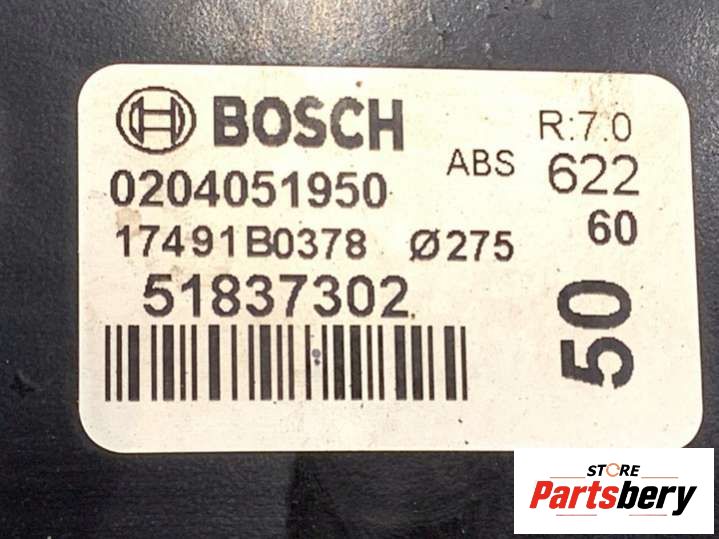 BOSCH
R:7.0
ABS 622
0204051950
17491B0378 Ø275
60
51837302
50
STORE
Partsbery